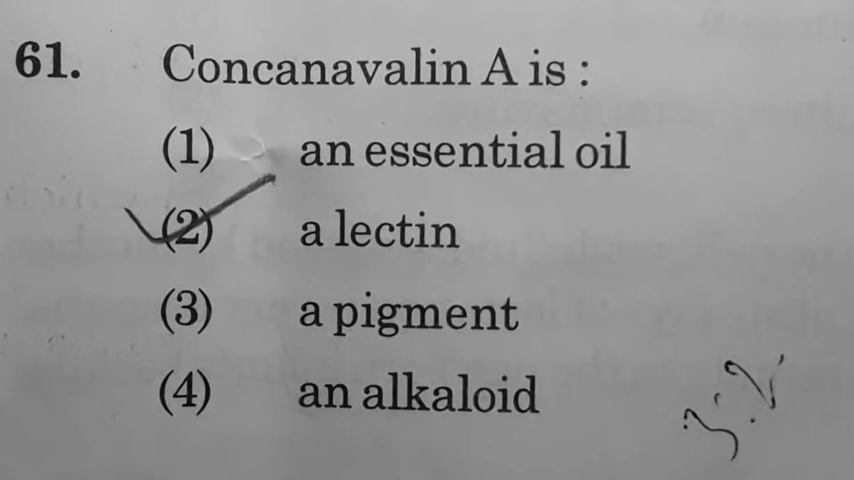 61. Concanavalin A is :
(1) an essential oil
(2) a lectin
(3) a pigment
(4) an alkaloid